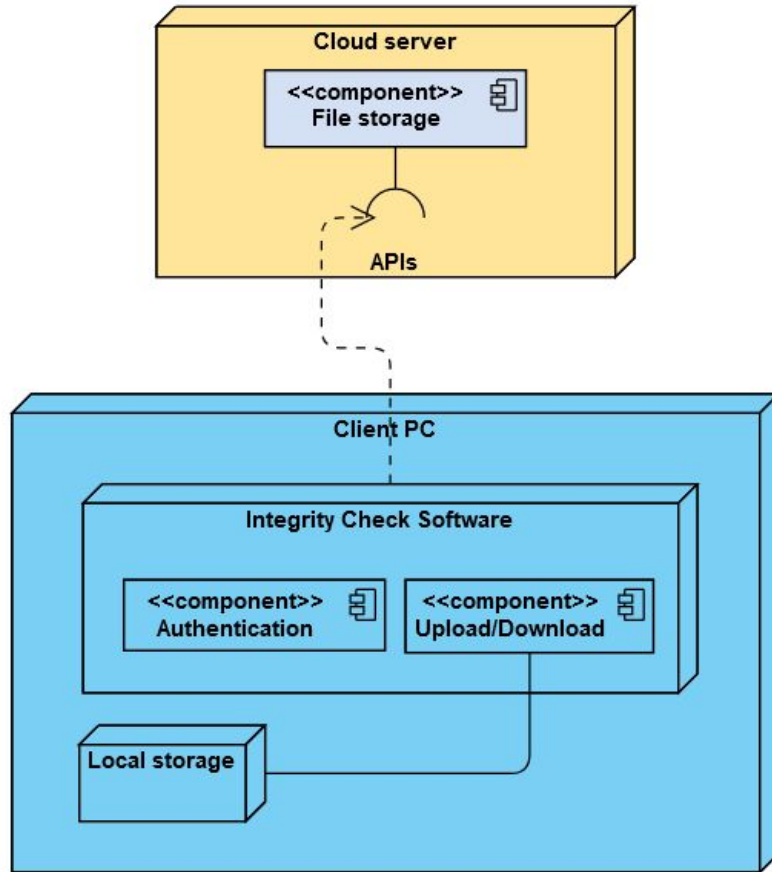 Cloud server
<<component>>
File storage
APIs
Client PC
Integrity Check Software
<<component>>
Authentication
<<component>>
Upload/Download
Local storage